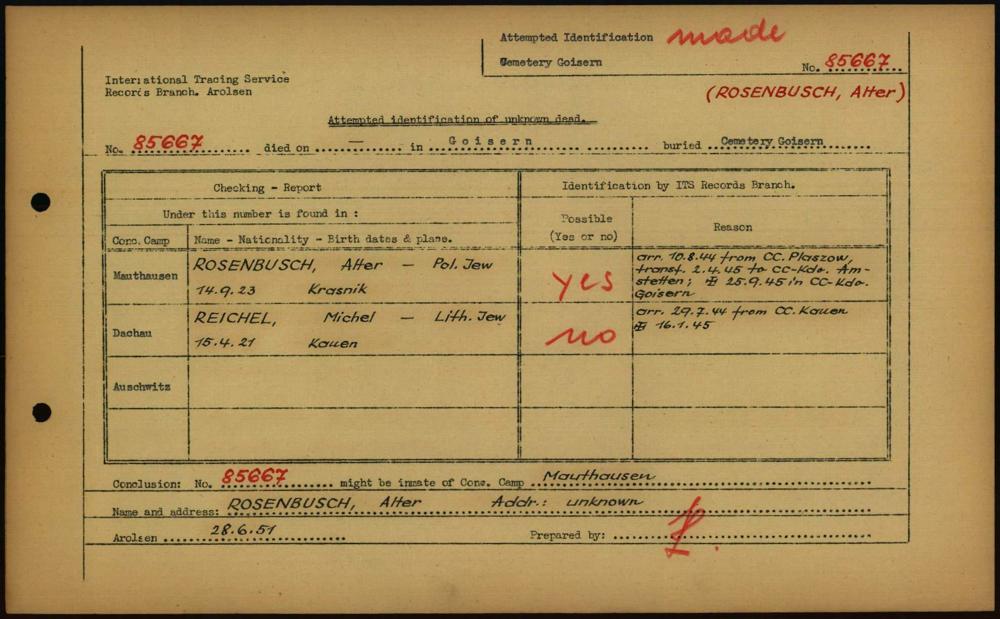 Attempted Identification made
Cemetery Goisern
No. 85667
International Tracing Service
Records Branch. Arolsen
(ROSENBUSCH, Alter)
Attempted identification of unknown dead.
No. 85667 died on — in Goisern buried Cemetery Goisern
Checking - Report
Identification by ITS Records Branch.
Under this number is found in :
Possible
(Yes or no)
Reason
Conc. Camp
Name - Nationality - Birth dates & place.
Mauthausen
ROSENBUSCH, Alter — Pol. Jew
14.9.23 Krasnik
yes
arr. 10.8.44 from CC. Plaszow,
transf. 2.4.45 to CC-Kdo. Am-
stetten; 25.9.45 in CC-Kdo.
Goisern
Dachau
REICHEL, Michel — Lith. Jew
15.4.21 Kauen
no
arr. 29.7.44 from CC. Kauen
16.1.45
Auschwitz
Conclusion: No. 85667 might be inmate of Conc. Camp Mauthausen
Name and address: ROSENBUSCH, Alter Addr.: unknown
Arolsen 28.6.51
Prepared by: